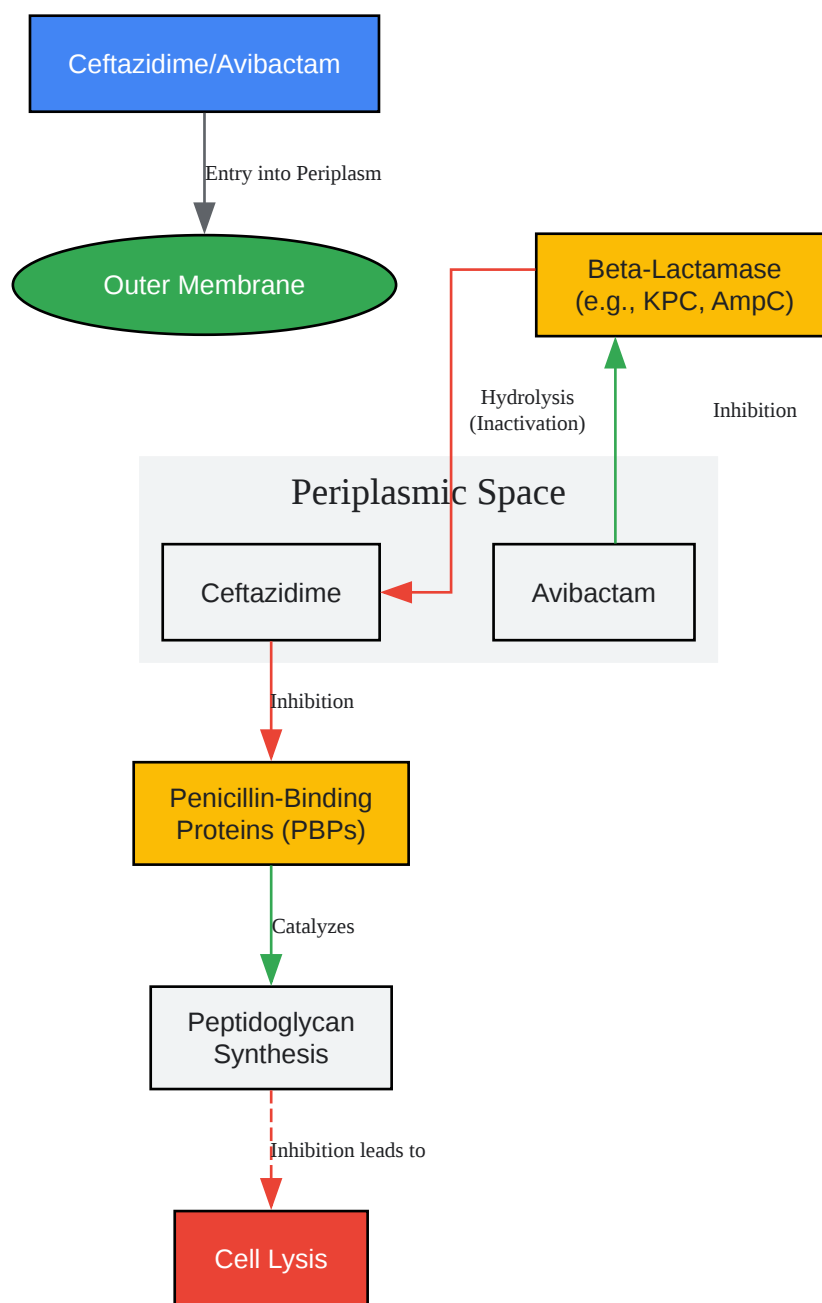 Ceftazidime/Avibactam
Entry into Periplasm
Outer Membrane
Beta-Lactamase
(e.g., KPC, AmpC)
Hydrolysis
(Inactivation)
Inhibition
Periplasmic Space
Ceftazidime
Avibactam
Inhibition
Penicillin-Binding
Proteins (PBPs)
Catalyzes
Peptidoglycan
Synthesis
Inhibition leads to
Cell Lysis